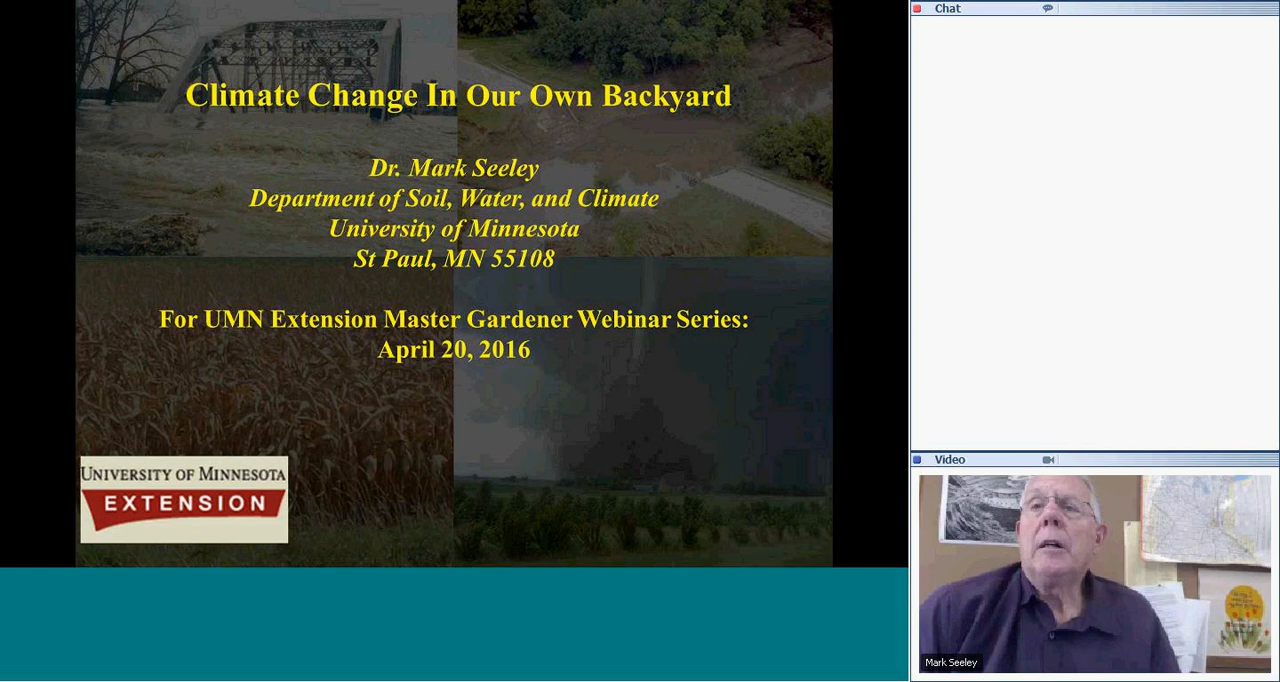 Climate Change In Our Own Backyard
Dr. Mark Seeley
Department of Soil, Water, and Climate
University of Minnesota
St Paul, MN 55108
For UMN Extension Master Gardener Webinar Series:
April 20, 2016
UNIVERSITY OF MINNESOTA
EXTENSION
Chat
Video
Mark Seeley